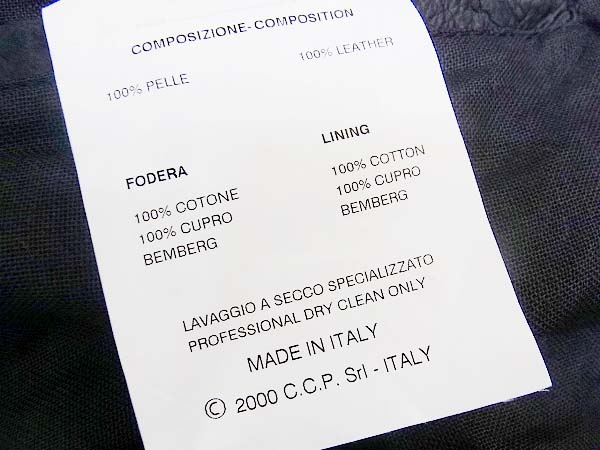 COMPOSIZIONE-COMPOSITION
100% PELLE
100% LEATHER
FODERA
100% COTONE
100% CUPRO
BEMBERG
LINING
100% COTTON
100% CUPRO
BEMBERG
LAVAGGIO A SECCO SPECIALIZZATO
PROFESSIONAL DRY CLEAN ONLY
MADE IN ITALY
© 2000 C.C.P. Srl - ITALY